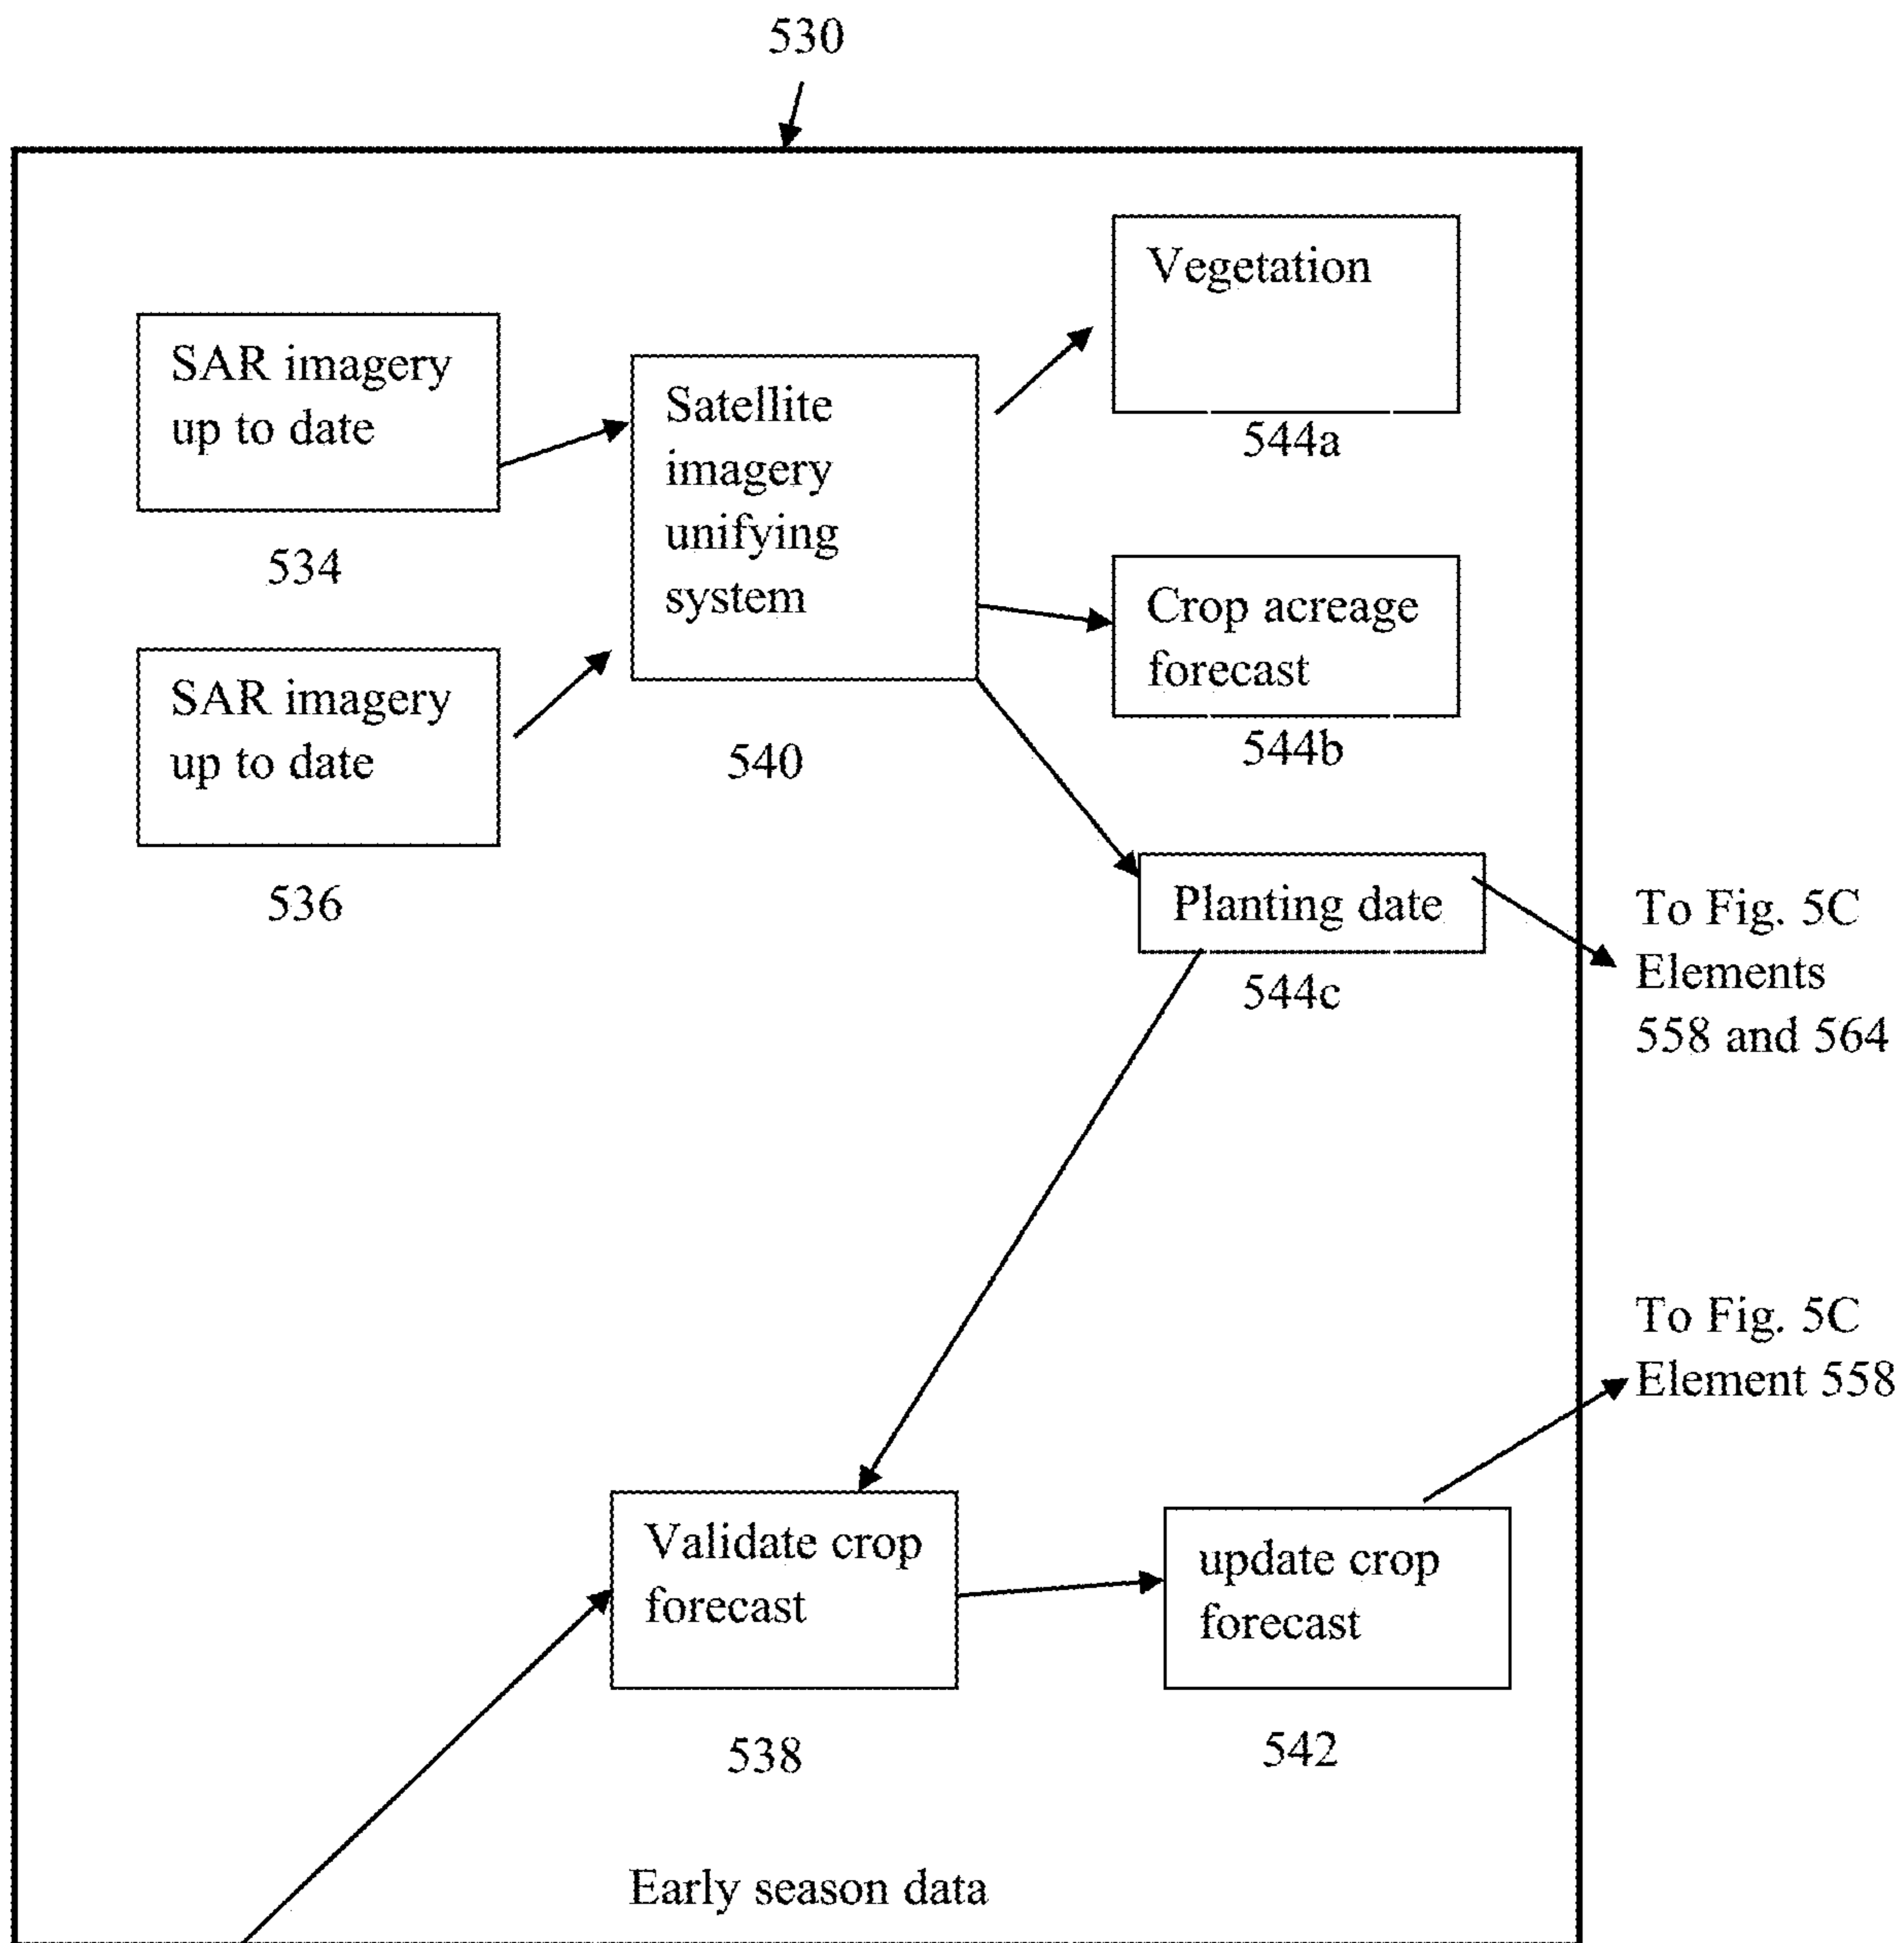 530
Vegetation
544a
SAR imagery
up to date
534
Satellite
imagery
unifying
system
540
Crop acreage
forecast
544b
SAR imagery
up to date
536
Planting date
544c
To Fig. 5C
Elements
558 and 564
To Fig. 5C
Element 558
Validate crop
forecast
538
update crop
forecast
542
Early season data